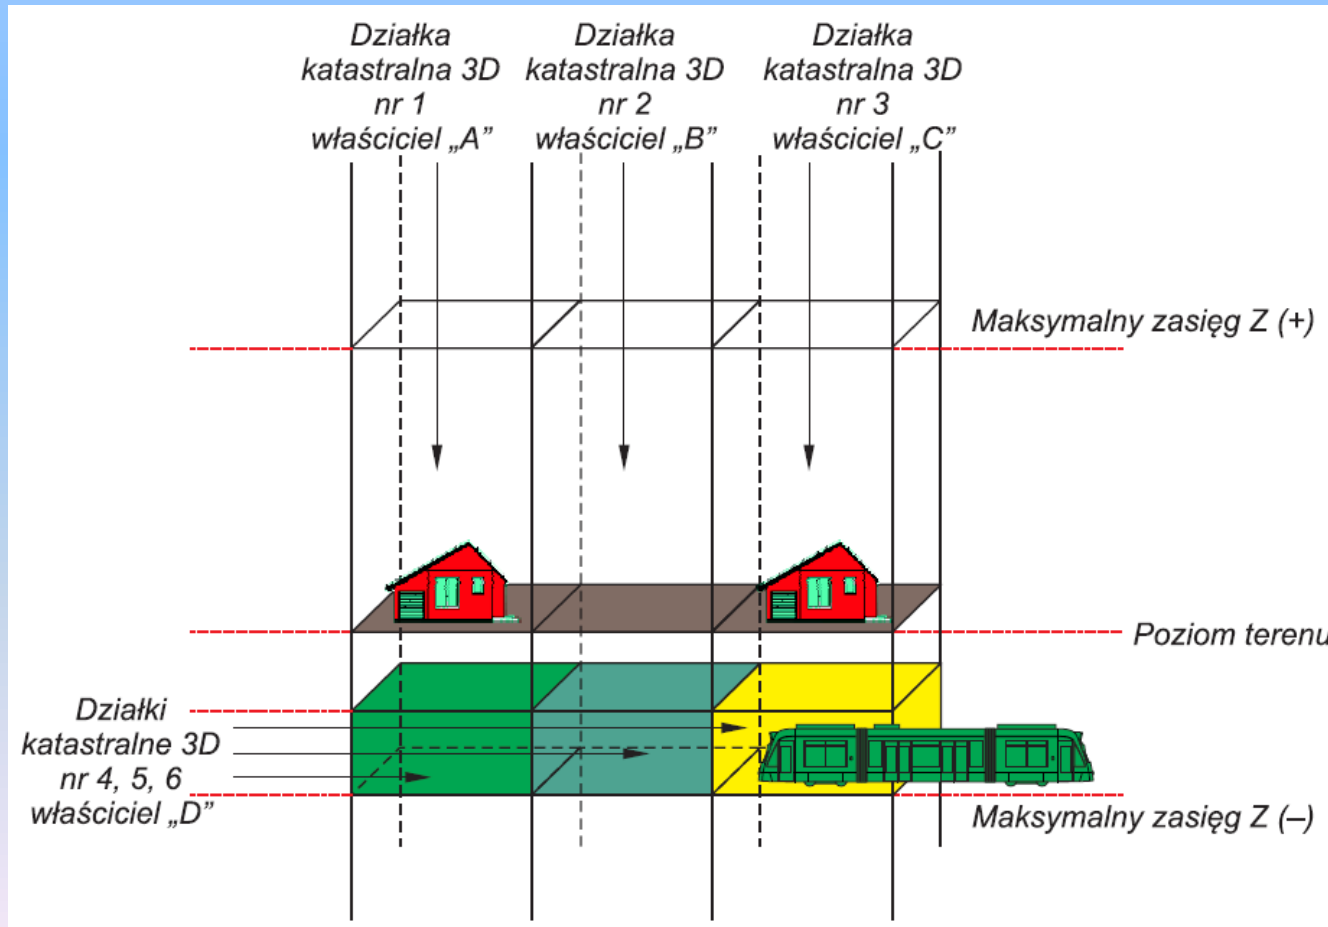 Działka
katastralna 3D
nr 1
właściciel „A”
Działka
katastralna 3D
nr 2
właściciel „B”
Działka
katastralna 3D
nr 3
właściciel „C”
Maksymalny zasięg Z (+)
Poziom terenu
Działki
katastralne 3D
nr 4, 5, 6
właściciel „D”
Maksymalny zasięg Z (–)